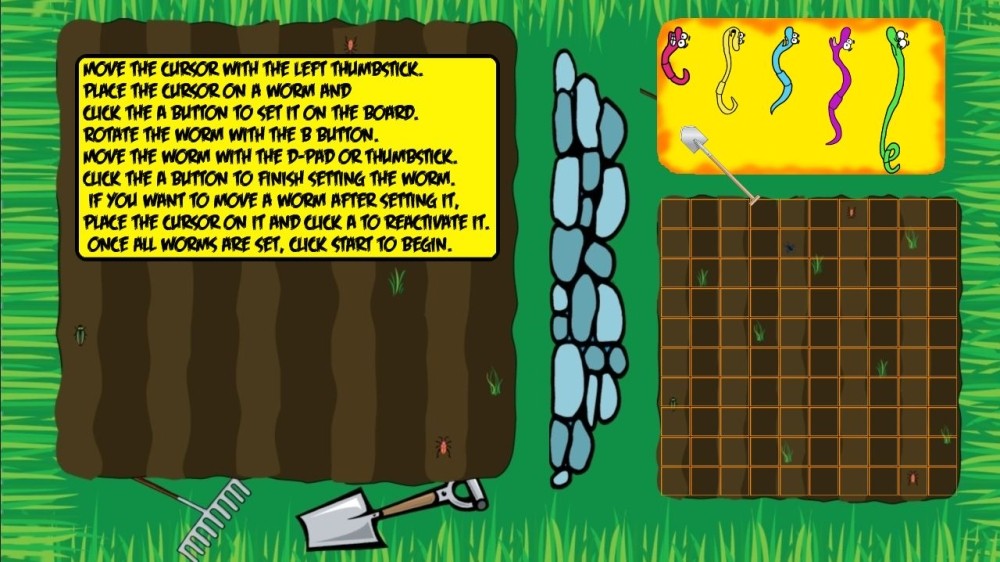 MOVE THE CURSOR WITH THE LEFT THUMBSTICK.
PLACE THE CURSOR ON A WORM AND
CLICK THE A BUTTON TO SET IT ON THE BOARD.
ROTATE THE WORM WITH THE B BUTTON.
MOVE THE WORM WITH THE D-PAD OR THUMBSTICK.
CLICK THE A BUTTON TO FINISH SETTING THE WORM.
IF YOU WANT TO MOVE A WORM AFTER SETTING IT,
PLACE THE CURSOR ON IT AND CLICK A TO REACTIVATE IT.
ONCE ALL WORMS ARE SET, CLICK START TO BEGIN.